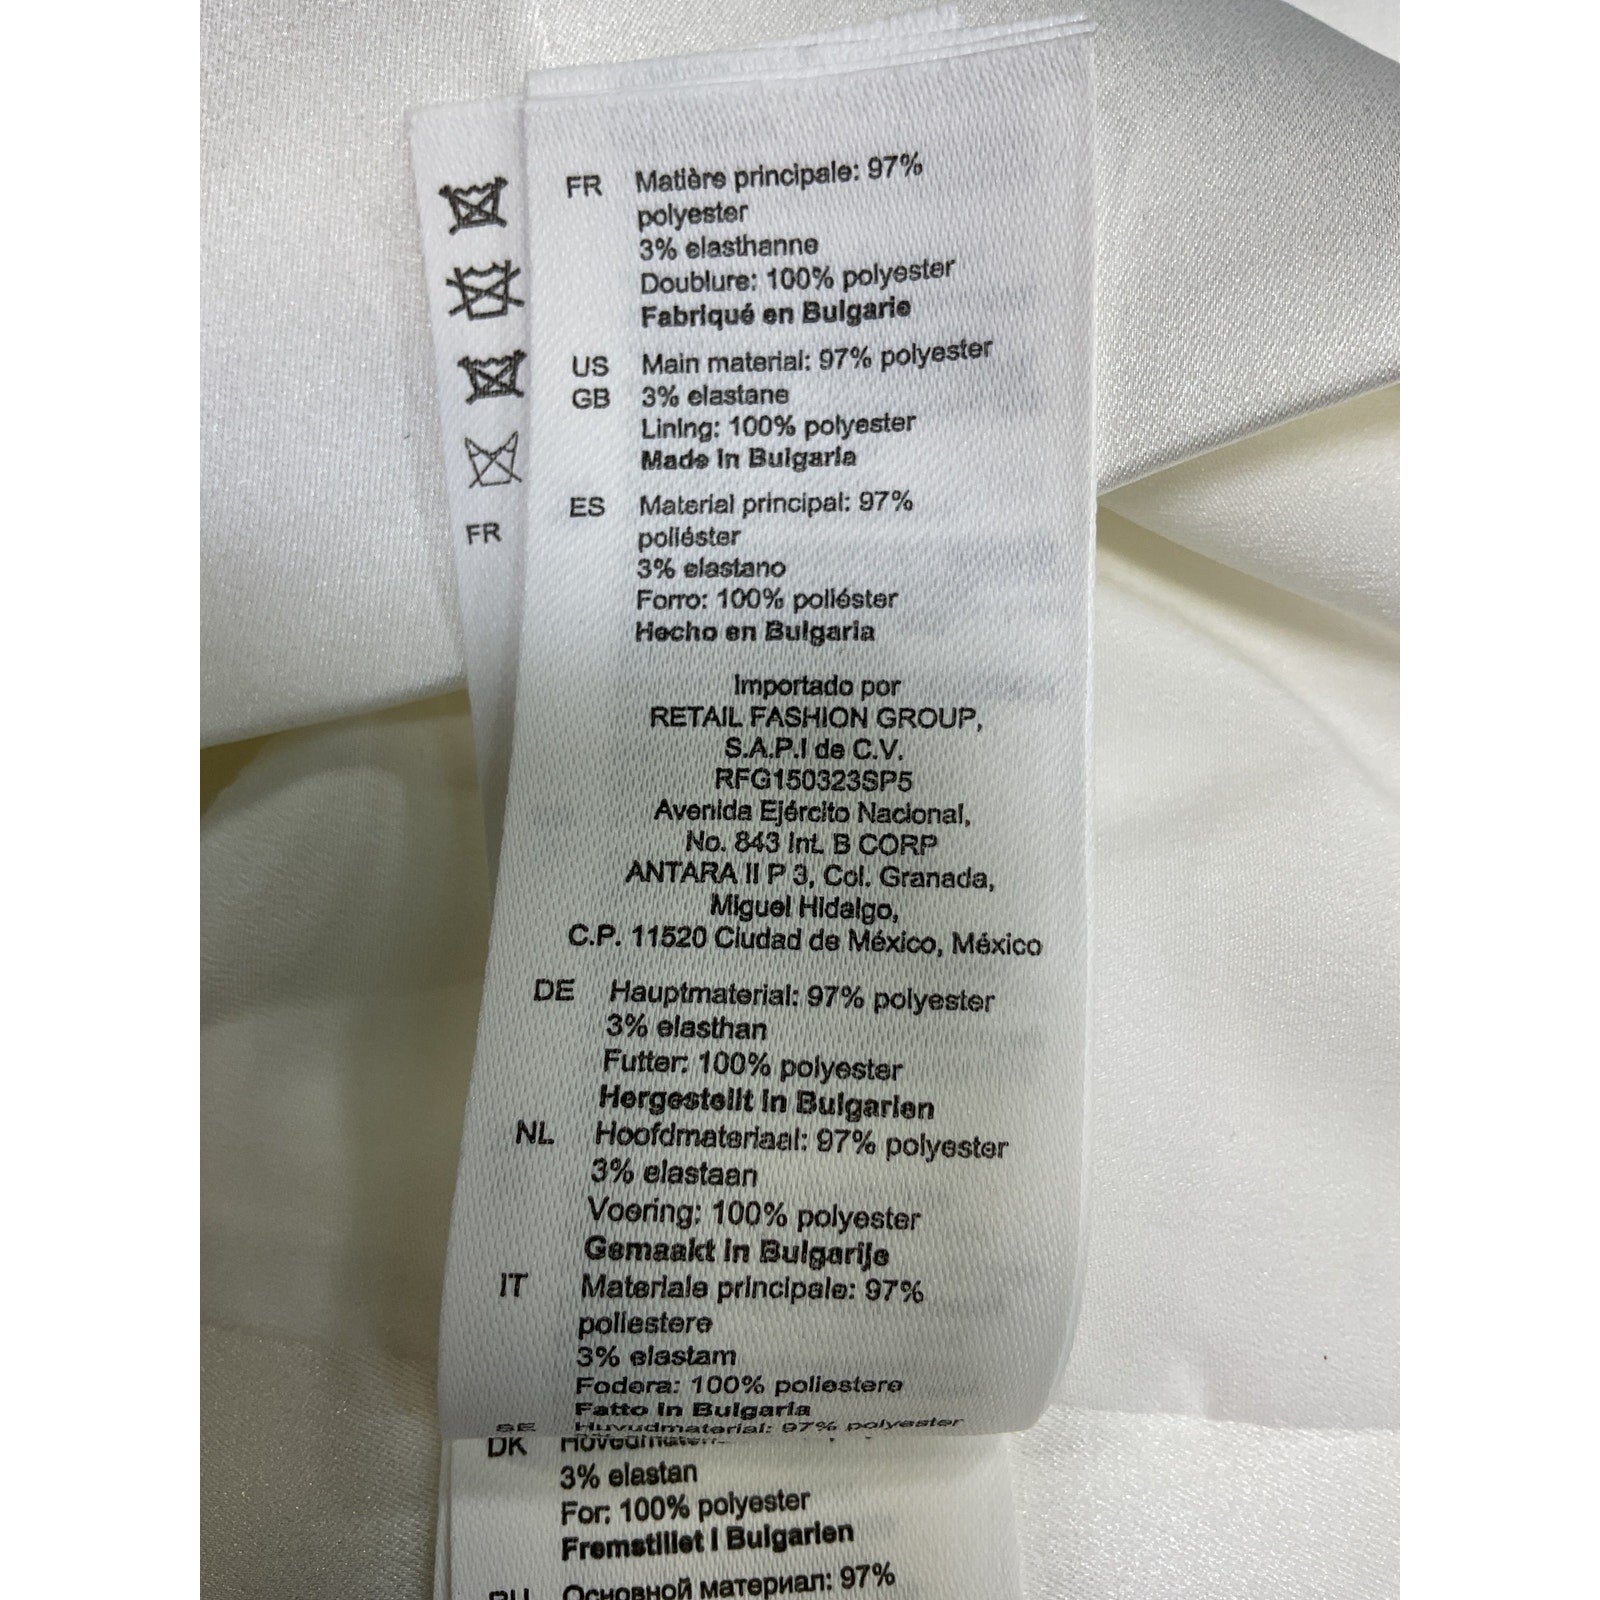 FR Matière principale: 97%
polyester
3% elasthanne
Doublure: 100% polyester
Fabriqué en Bulgarie
US Main material: 97% polyester
GB 3% elastane
Lining: 100% polyester
Made in Bulgaria
ES Material principal: 97%
poliéster
3% elastano
Forro: 100% poliéster
Hecho en Bulgaria
Importado por
RETAIL FASHION GROUP,
S.A.P.I de C.V.
RFG150323SP5
Avenida Ejército Nacional,
No. 843 Int. B CORP
ANTARA II P 3, Col. Granada,
Miguel Hidalgo,
C.P. 11520 Ciudad de México, México
DE Hauptmaterial: 97% polyester
3% elasthan
Futter: 100% polyester
Hergestellt in Bulgarien
NL Hoofdmateriaal: 97% polyester
3% elastaan
Voering: 100% polyester
Gemaakt in Bulgarije
IT Materiale principale: 97%
poliestere
3% elastam
Fodera: 100% poliestere
Fatto in Bulgaria
SE Huvudmaterial: 97% polyester
DK
3% elastan
For: 100% polyester
Fremstillet i Bulgarien
RU Основной материал: 97%
FR